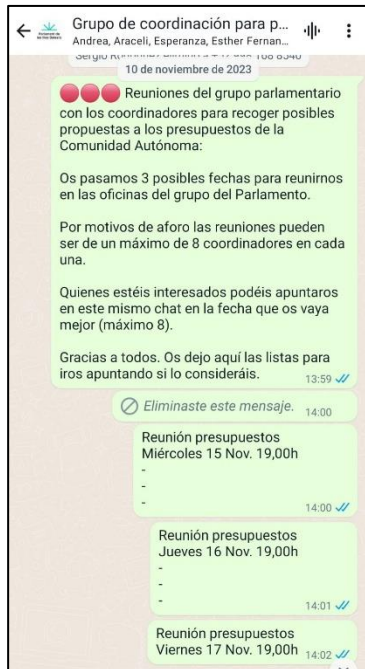 Grupo de coordinación para p...
Andrea, Araceli, Esperanza, Esther Fernan...
10 de noviembre de 2023
Reuniones del grupo parlamentario
con los coordinadores para recoger posibles
propuestas a los presupuestos de la
Comunidad Autónoma:
Os pasamos 3 posibles fechas para reunirnos
en las oficinas del grupo del Parlamento.
Por motivos de aforo las reuniones pueden
ser de un máximo de 8 coordinadores en cada
una.
Quienes estéis interesados podéis apuntaros
en este mismo chat en la fecha que os vaya
mejor (máximo 8).
Gracias a todos. Os dejo aquí las listas para
iros apuntando si lo consideráis.
13:59
Eliminaste este mensaje. 14:00
Reunión presupuestos
Miércoles 15 Nov. 19,00h
-
-
-
14:00
Reunión presupuestos
Jueves 16 Nov. 19,00h
-
-
-
14:01
Reunión presupuestos
Viernes 17 Nov. 19,00h 14:02